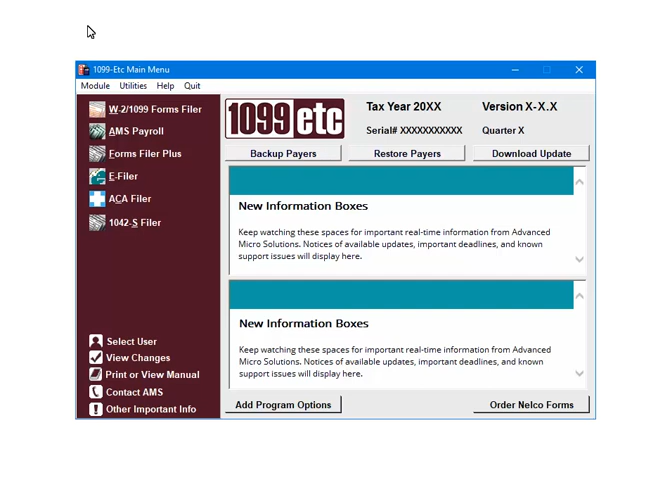 1099-Etc Main Menu
Module Utilities Help Quit
W-2/1099 Forms Filer
AMS Payroll
Forms Filer Plus
E-Filer
ACA Filer
1042-S Filer
Select User
View Changes
Print or View Manual
Contact AMS
Other Important Info
1099 etc
Tax Year 20XX
Version X-X.X
Serial# XXXXXXXXXXX
Quarter X
Backup Payers
Restore Payers
Download Update
New Information Boxes
Keep watching these spaces for important real-time information from Advanced
Micro Solutions. Notices of available updates, important deadlines, and known
support issues will display here.
New Information Boxes
Keep watching these spaces for important real-time information from Advanced
Micro Solutions. Notices of available updates, important deadlines, and known
support issues will display here.
Add Program Options
Order Nelco Forms